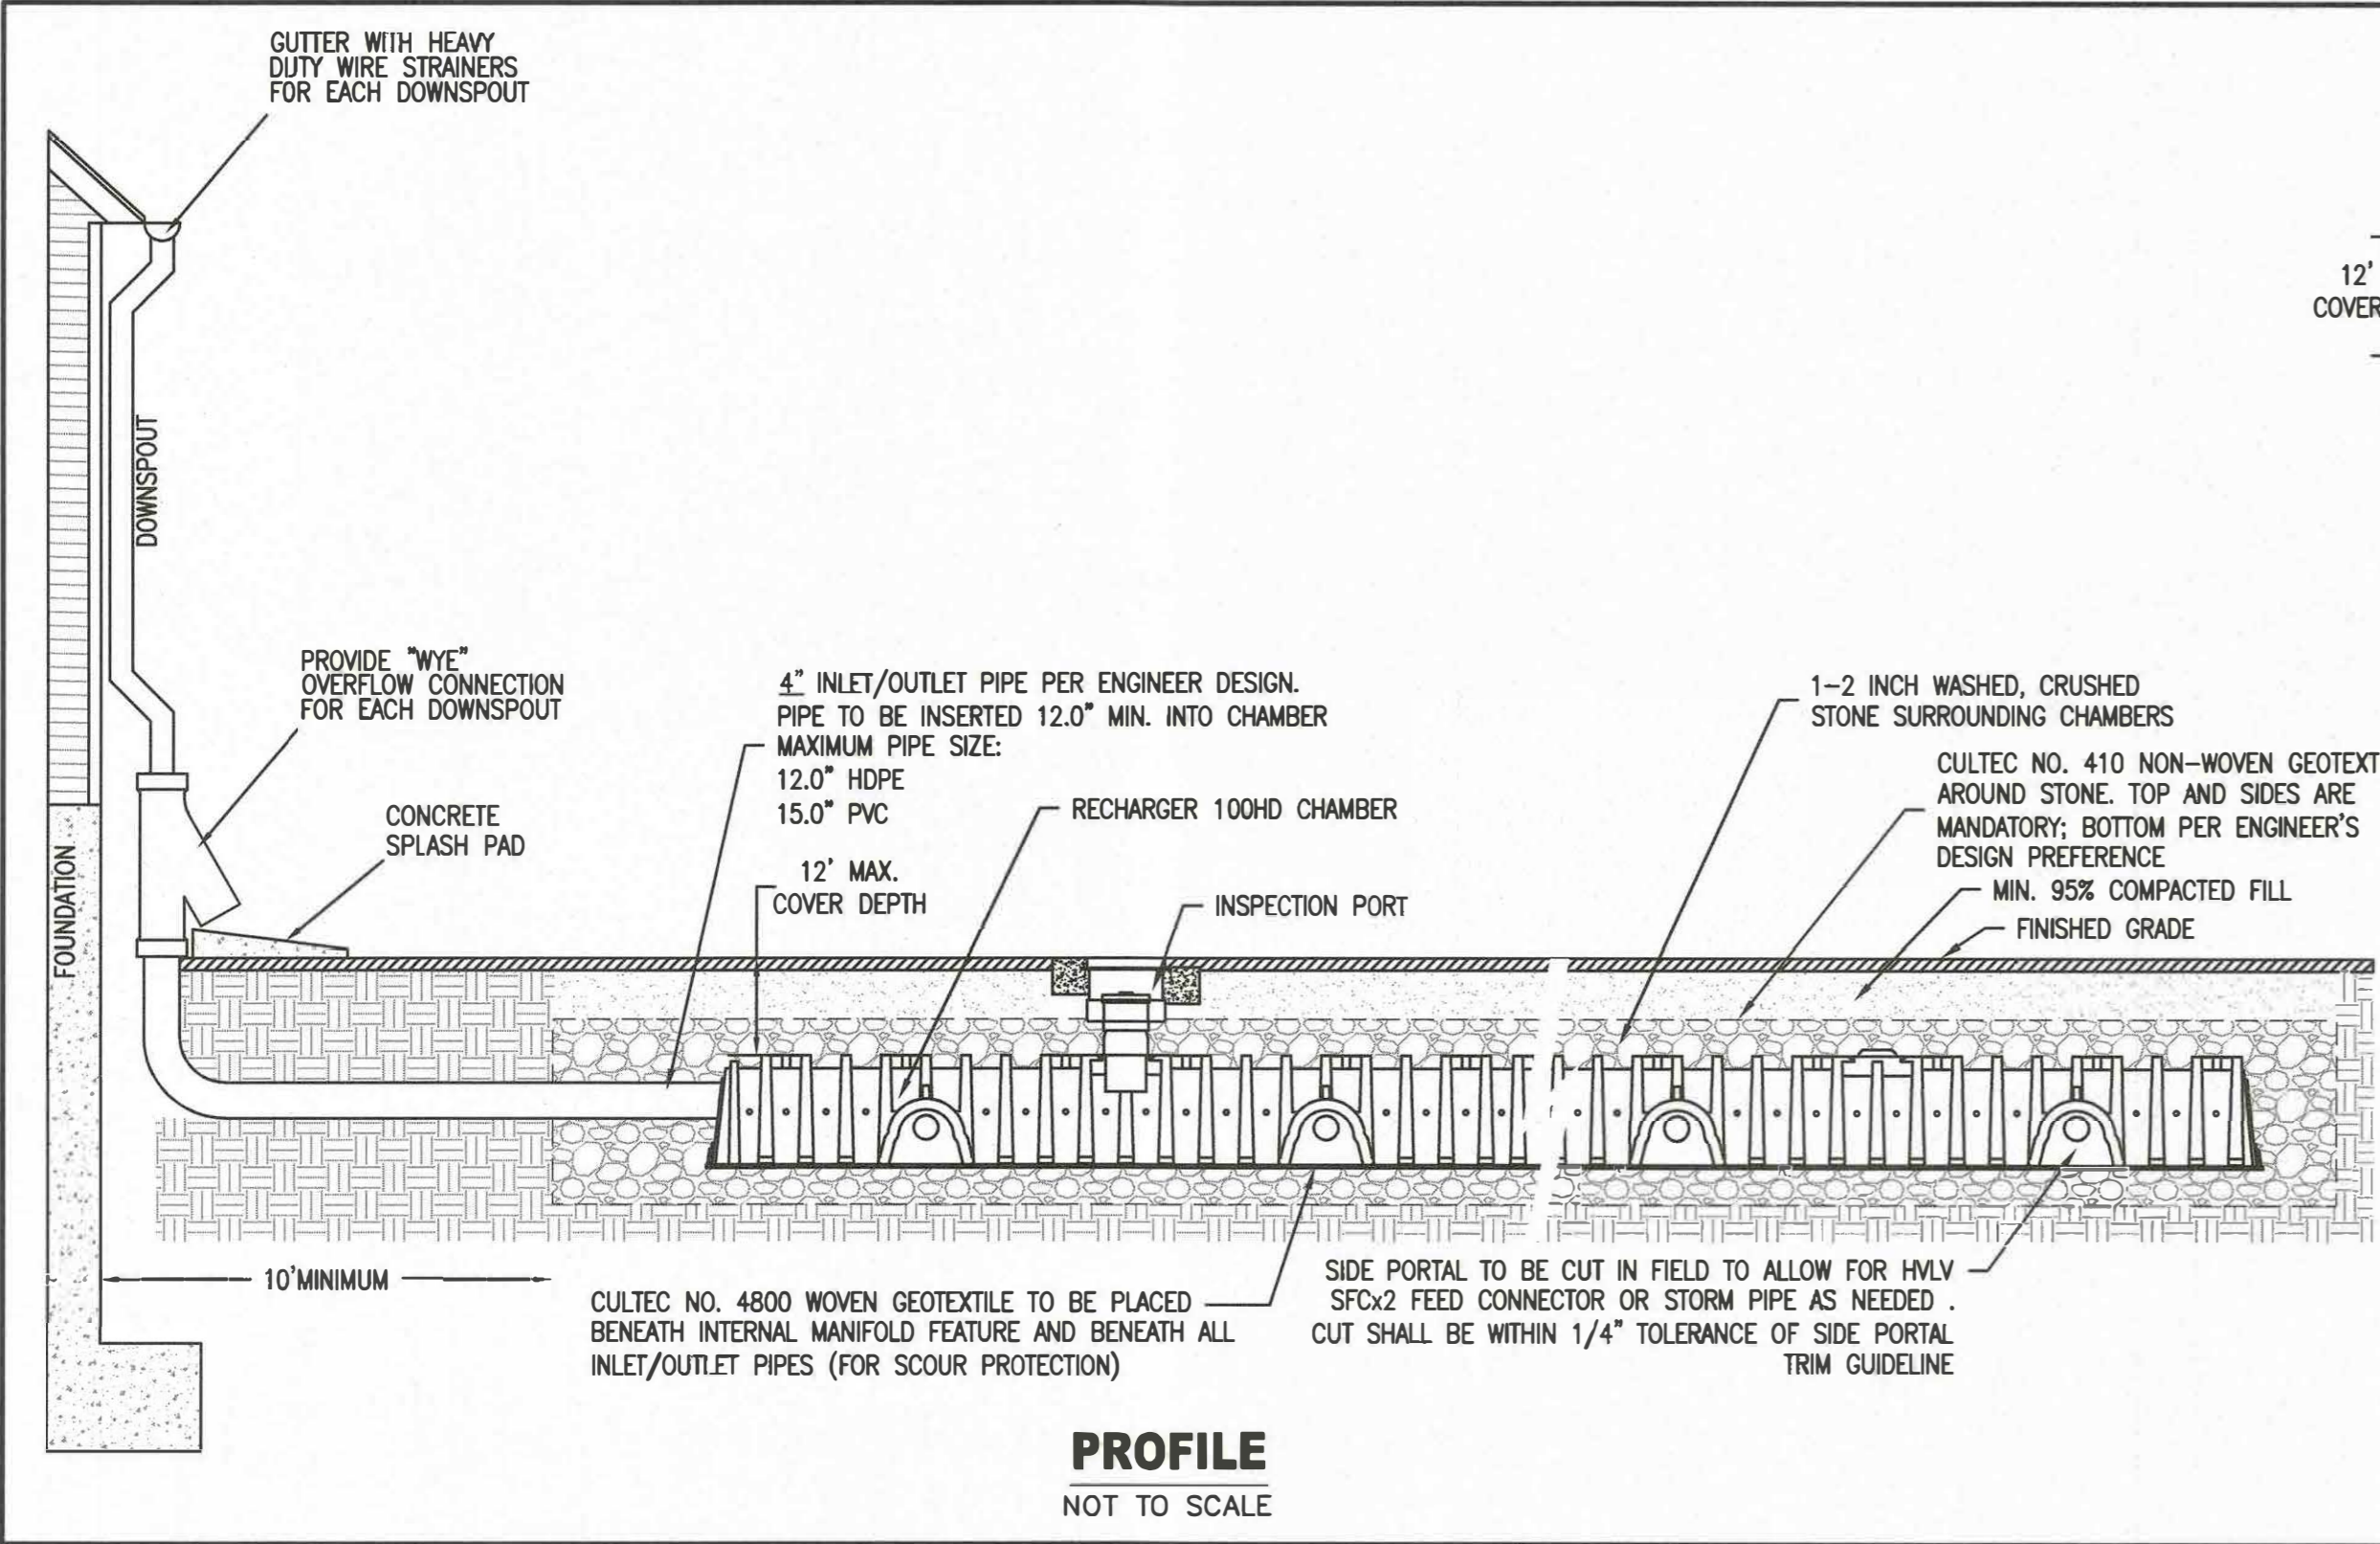 GUTTER WITH HEAVY
DUTY WIRE STRAINERS
FOR EACH DOWNSPOUT
12'
COVER
DOWNSPOUT
PROVIDE "WYE"
OVERFLOW CONNECTION
FOR EACH DOWNSPOUT
4" INLET/OUTLET PIPE PER ENGINEER DESIGN.
PIPE TO BE INSERTED 12.0" MIN. INTO CHAMBER
MAXIMUM PIPE SIZE:
12.0" HDPE
15.0" PVC
1-2 INCH WASHED, CRUSHED
STONE SURROUNDING CHAMBERS
CULTEC NO. 410 NON-WOVEN GEOTEXT
AROUND STONE. TOP AND SIDES ARE
MANDATORY; BOTTOM PER ENGINEER'S
DESIGN PREFERENCE
CONCRETE
SPLASH PAD
RECHARGER 100HD CHAMBER
12' MAX.
COVER DEPTH
INSPECTION PORT
MIN. 95% COMPACTED FILL
FINISHED GRADE
FOUNDATION
10'MINIMUM
CULTEC NO. 4800 WOVEN GEOTEXTILE TO BE PLACED
BENEATH INTERNAL MANIFOLD FEATURE AND BENEATH ALL
INLET/OUTLET PIPES (FOR SCOUR PROTECTION)
SIDE PORTAL TO BE CUT IN FIELD TO ALLOW FOR HVLV
SFCx2 FEED CONNECTOR OR STORM PIPE AS NEEDED .
CUT SHALL BE WITHIN 1/4" TOLERANCE OF SIDE PORTAL
TRIM GUIDELINE
PROFILE
NOT TO SCALE